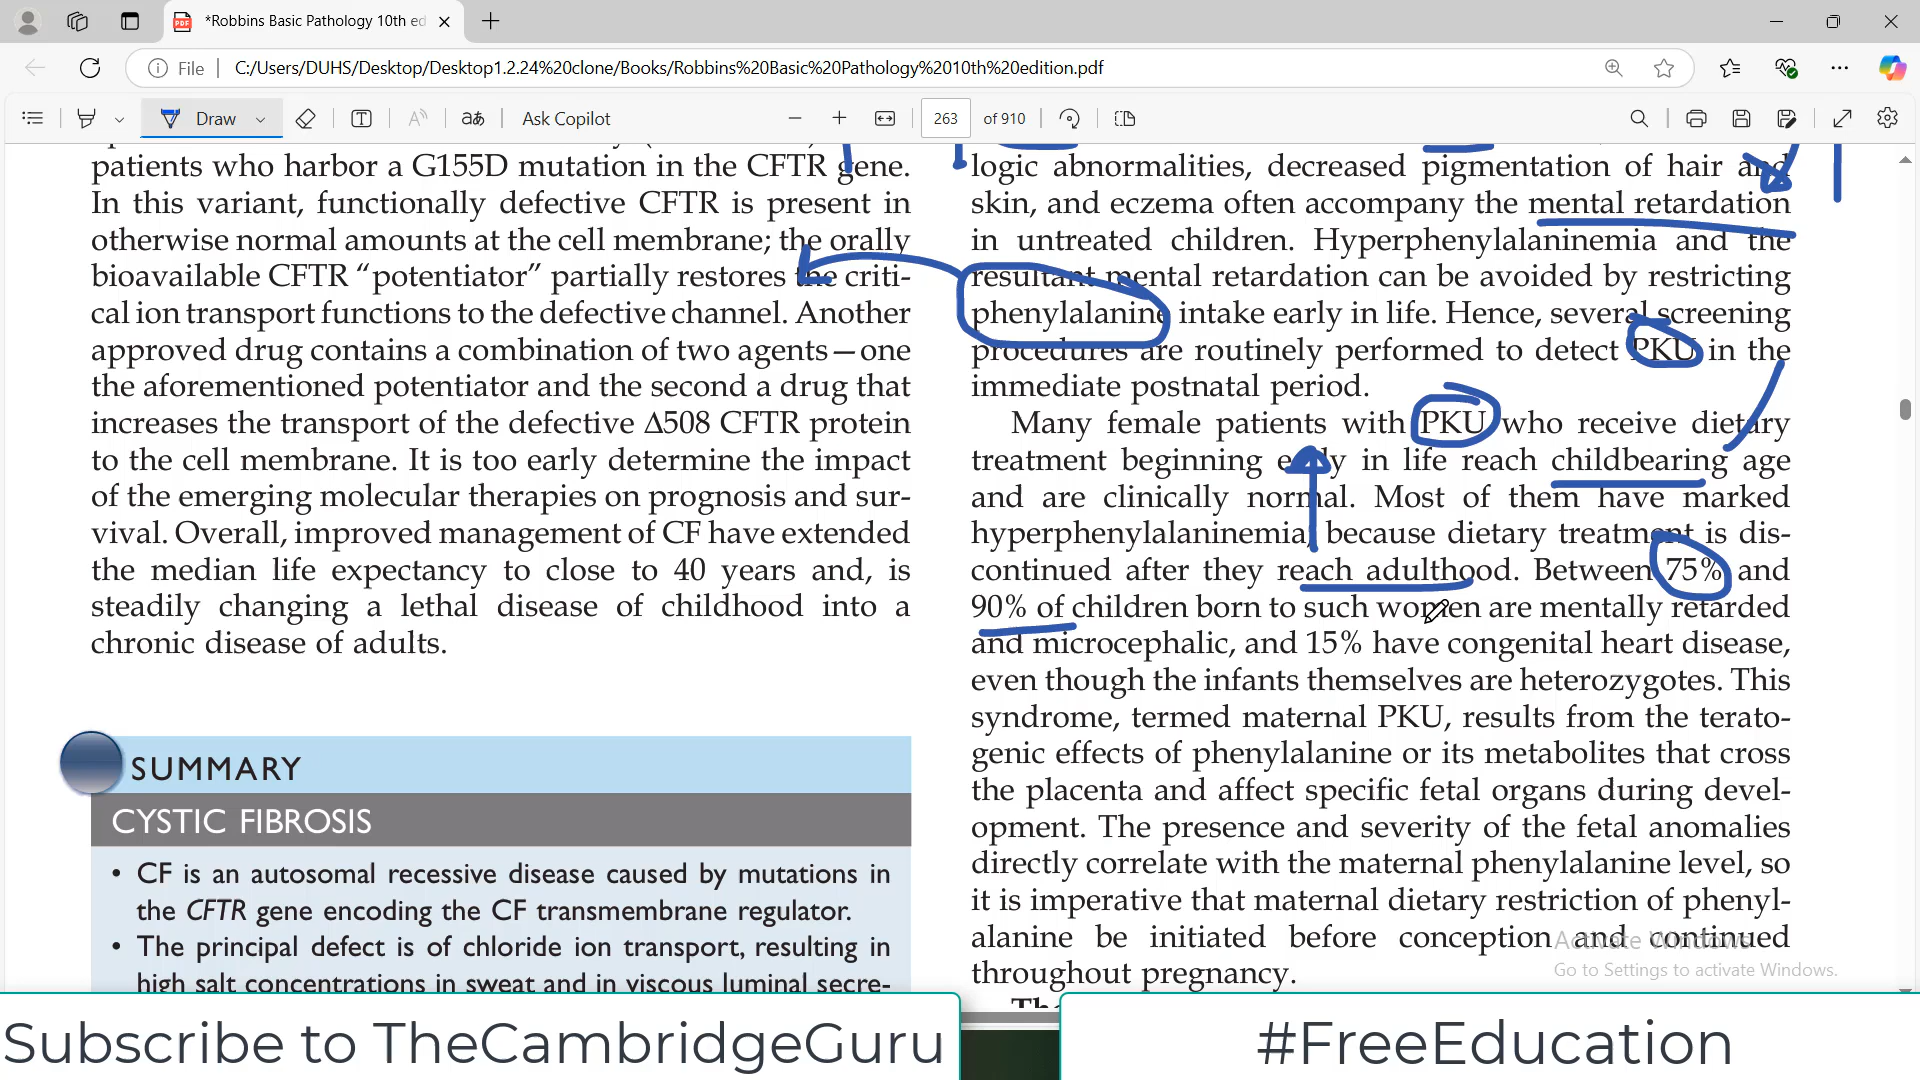 *Robbins Basic Pathology 10th ed
File
C:/Users/DUHS/Desktop/Desktop1.2.24%20clone/Books/Robbins%20Basic%20Pathology%2010th%20edition.pdf
Draw
Ask Copilot
263 of 910
patients who harbor a G155D mutation in the CFTR gene.
In this variant, functionally defective CFTR is present in
otherwise normal amounts at the cell membrane; the orally
bioavailable CFTR “potentiator” partially restores the criti-
cal ion transport functions to the defective channel. Another
approved drug contains a combination of two agents—one
the aforementioned potentiator and the second a drug that
increases the transport of the defective Δ508 CFTR protein
to the cell membrane. It is too early determine the impact
of the emerging molecular therapies on prognosis and sur-
vival. Overall, improved management of CF have extended
the median life expectancy to close to 40 years and, is
steadily changing a lethal disease of childhood into a
chronic disease of adults.
SUMMARY
CYSTIC FIBROSIS
• CF is an autosomal recessive disease caused by mutations in
the CFTR gene encoding the CF transmembrane regulator.
• The principal defect is of chloride ion transport, resulting in
high salt concentrations in sweat and in viscous luminal secre-
logic abnormalities, decreased pigmentation of hair and
skin, and eczema often accompany the mental retardation
in untreated children. Hyperphenylalaninemia and the
resultant mental retardation can be avoided by restricting
phenylalanine intake early in life. Hence, several screening
procedures are routinely performed to detect PKU in the
immediate postnatal period.
Many female patients with PKU who receive dietary
treatment beginning early in life reach childbearing age
and are clinically normal. Most of them have marked
hyperphenylalaninemia, because dietary treatment is dis-
continued after they reach adulthood. Between 75% and
90% of children born to such women are mentally retarded
and microcephalic, and 15% have congenital heart disease,
even though the infants themselves are heterozygotes. This
syndrome, termed maternal PKU, results from the terato-
genic effects of phenylalanine or its metabolites that cross
the placenta and affect specific fetal organs during devel-
opment. The presence and severity of the fetal anomalies
directly correlate with the maternal phenylalanine level, so
it is imperative that maternal dietary restriction of phenyl-
alanine be initiated before conception and continued
throughout pregnancy.
Activate Windows
Go to Settings to activate Windows.
Subscribe to TheCambridgeGuru
#FreeEducation